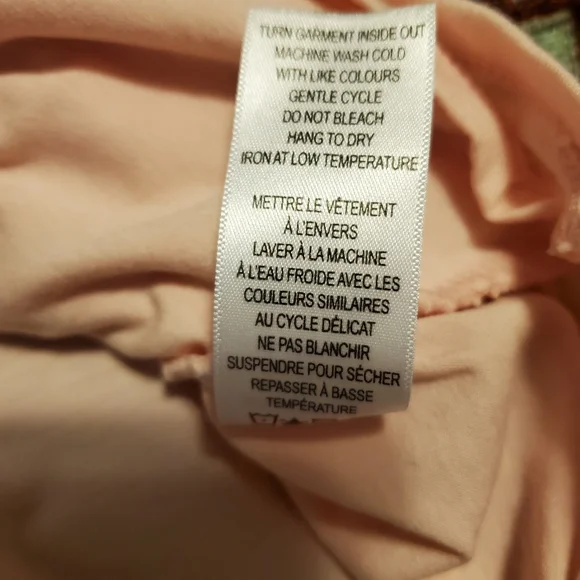 TURN GARMENT INSIDE OUT
MACHINE WASH COLD
WITH LIKE COLOURS
GENTLE CYCLE
DO NOT BLEACH
HANG TO DRY
IRON AT LOW TEMPERATURE
METTRE LE VÊTEMENT
À L'ENVERS
LAVER À LA MACHINE
À L'EAU FROIDE AVEC LES
COULEURS SIMILAIRES
AU CYCLE DÉLICAT
NE PAS BLANCHIR
SUSPENDRE POUR SÉCHER
REPASSER À BASSE
TEMPÉRATURE